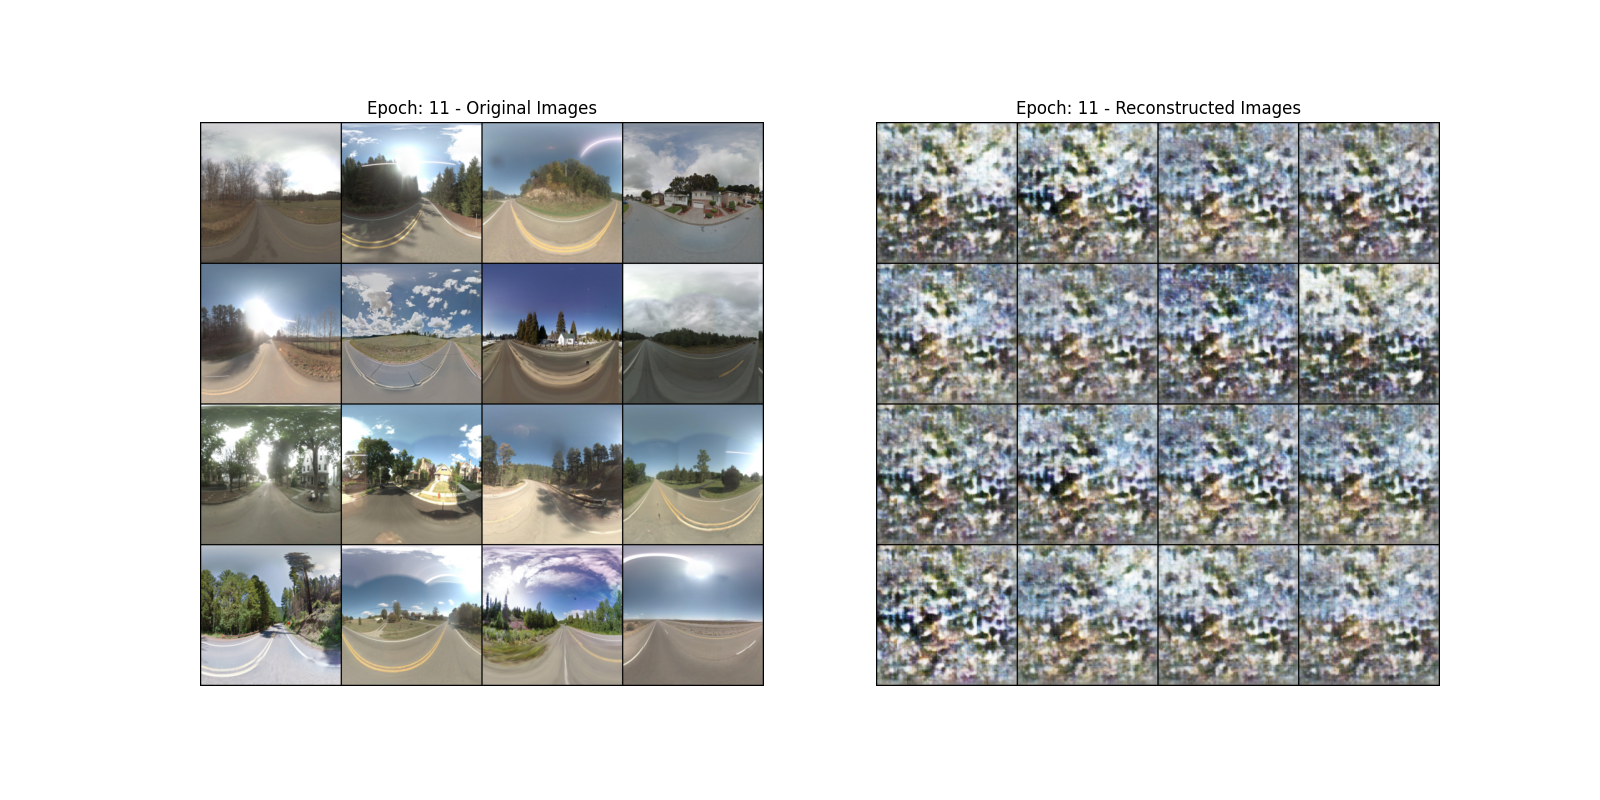 Epoch: 11 - Original Images
Epoch: 11 - Reconstructed Images